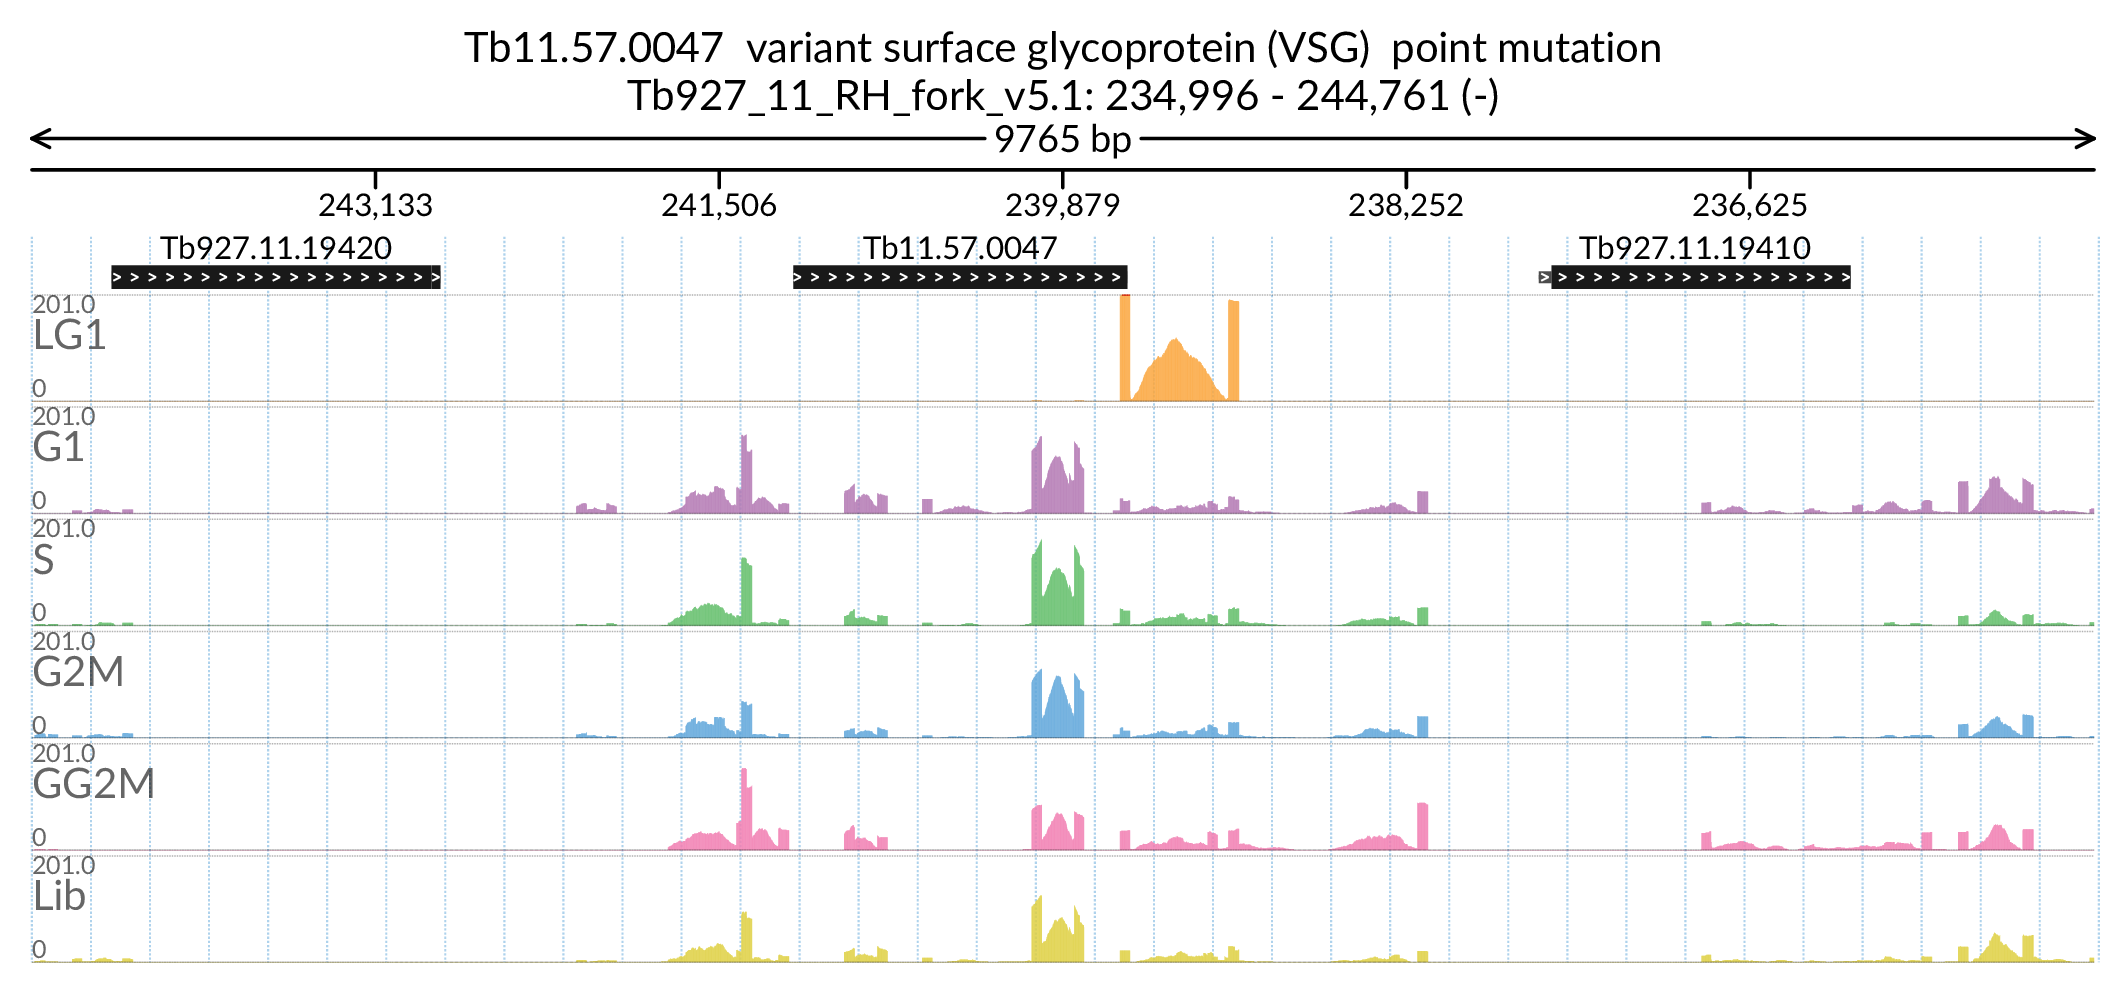 Tb11.57.0047 variant surface glycoprotein (VSG) point mutation
Tb927_11_RH_fork_v5.1: 234,996 - 244,761 (-)
9765 bp
243,133 241,506 239,879 238,252 236,625
Tb927.11.19420 Tb11.57.0047 Tb927.11.19410
201.0
LG1
0
201.0
G1
0
201.0
S
0
201.0
G2M
0
201.0
GG2M
0
201.0
Lib
0